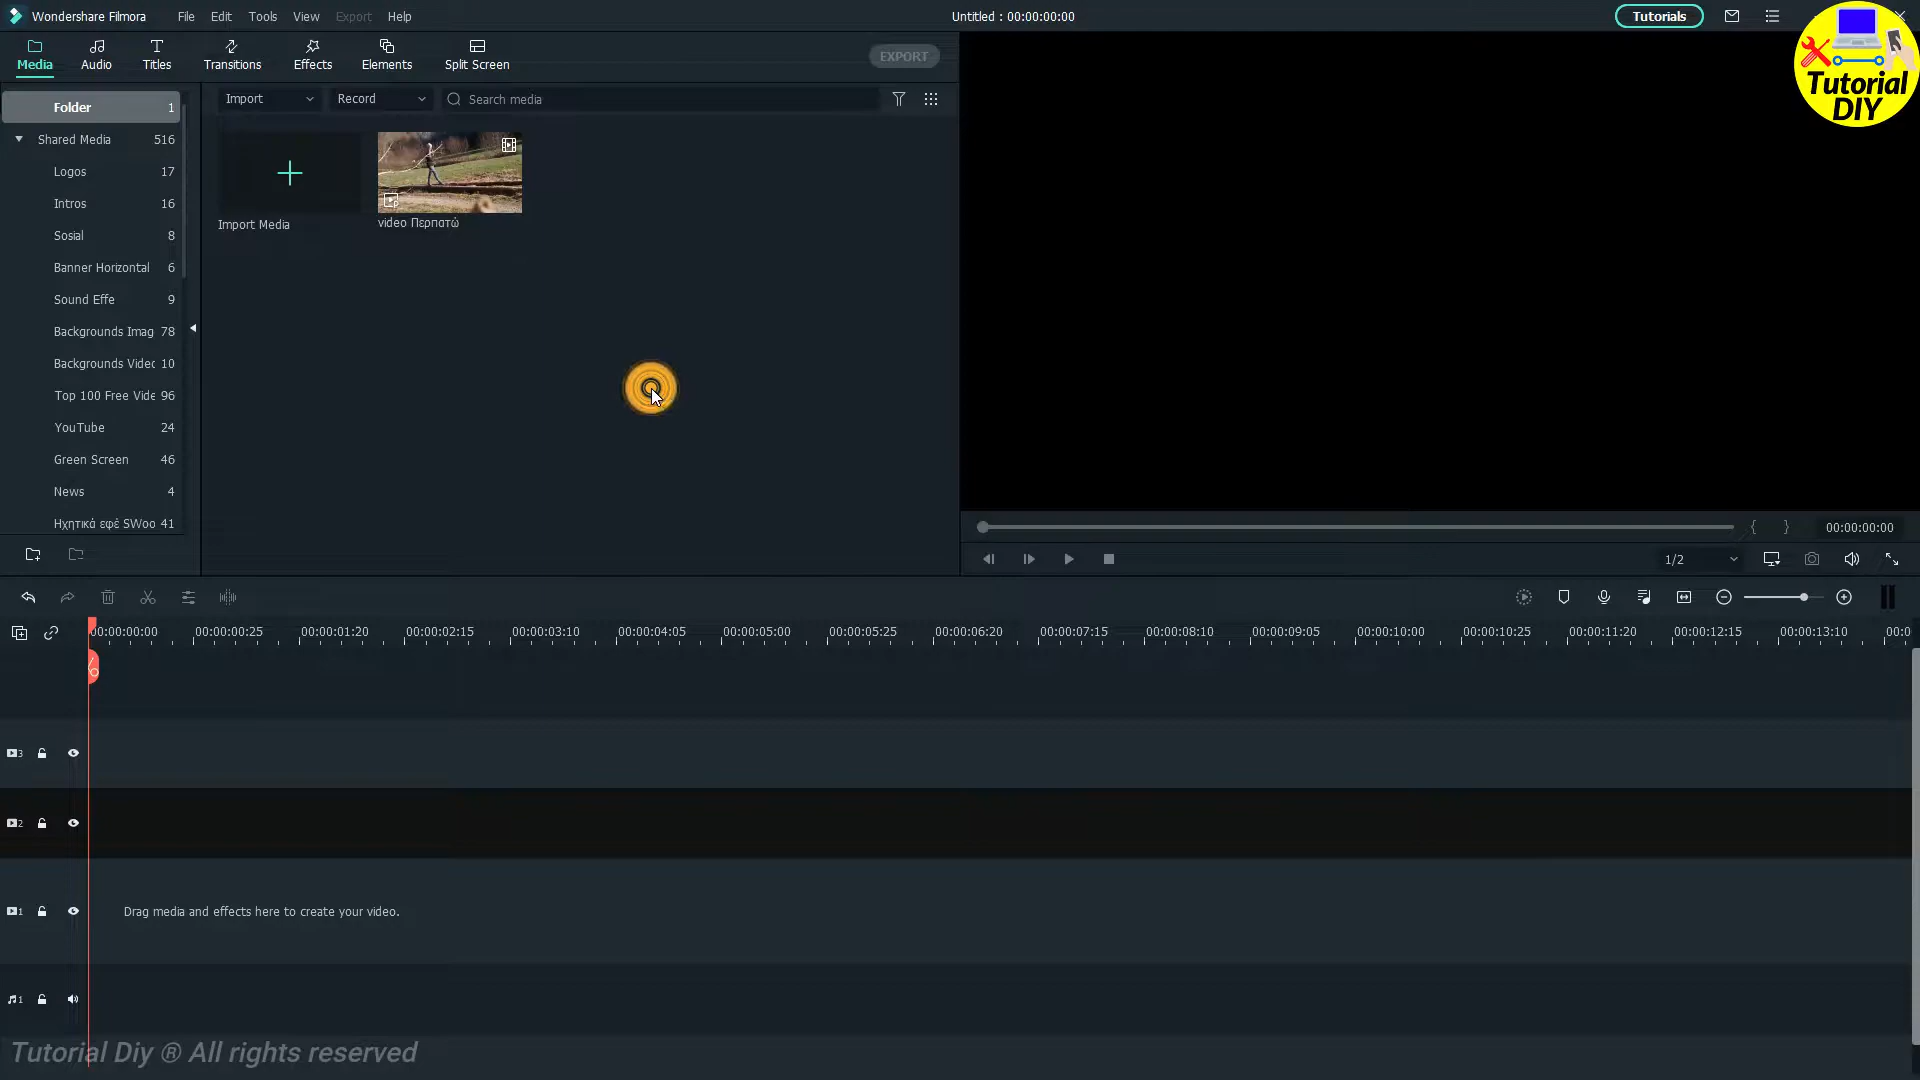 Wondershare Filmora File Edit Tools View Export Help Untitled : 00:00:00:00 Tutorials
Media Audio Titles Transitions Effects Elements Split Screen EXPORT
Tutorial
DIY
Folder 1
Import Record Search media
Shared Media 516
Logos 17
Intros 16
Sosial 8
Banner Horizontal 6
Sound Effe 9
Backgrounds Imag 78
Backgrounds Videc 10
Top 100 Free Vide 96
YouTube 24
Green Screen 46
News 4
Ηχητικά εφέ SWoo 41
Import Media
video Περπατώ
{ } 00:00:00:00
1/2
00:00:00:00 00:00:00:25 00:00:01:20 00:00:02:15 00:00:03:10 00:00:04:05 00:00:05:00 00:00:05:25 00:00:06:20 00:00:07:15 00:00:08:10 00:00:09:05 00:00:10:00 00:00:10:25 00:00:11:20 00:00:12:15 00:00:13:10 00:0
3
2
1 Drag media and effects here to create your video.
1
Tutorial Diy ® All rights reserved